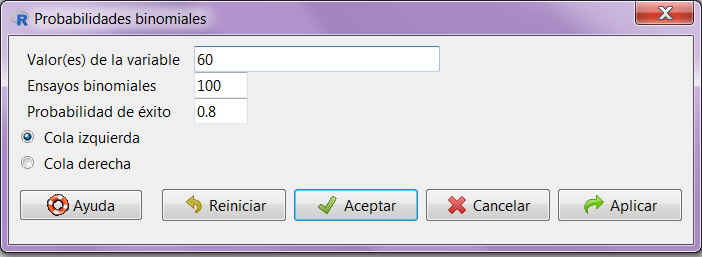 Probabilidades binomiales
Valor(es) de la variable 60
Ensayos binomiales 100
Probabilidad de éxito 0.8
Cola izquierda
Cola derecha
Ayuda Reiniciar Aceptar Cancelar Aplicar